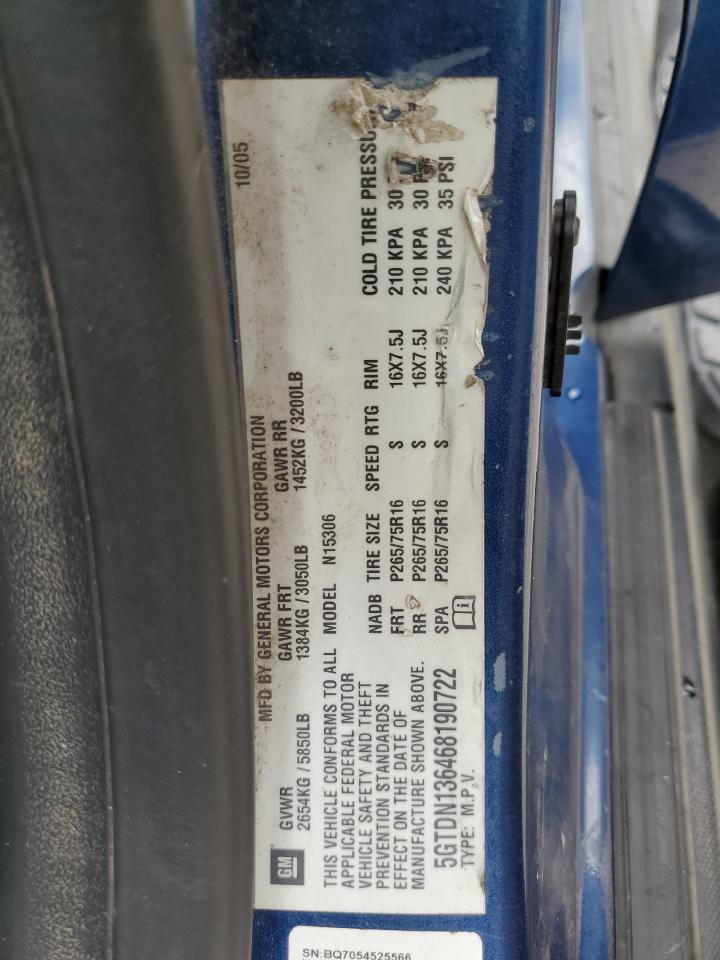 GM
MFD BY GENERAL MOTORS CORPORATION 10/05
GVWR GAWR FRT GAWR RR
2654KG / 5850LB 1384KG / 3050LB 1452KG / 3200LB
THIS VEHICLE CONFORMS TO ALL MODEL N15306
APPLICABLE FEDERAL MOTOR
VEHICLE SAFETY AND THEFT
PREVENTION STANDARDS IN
EFFECT ON THE DATE OF
MANUFACTURE SHOWN ABOVE.
NADB TIRE SIZE SPEED RTG RIM COLD TIRE
FRT P265/75R16 S 16X7.5J 210 KPA 30
RR P265/75R16 S 16X7.5J 210 KPA 30
SPA P265/75R16 S 16X7.5J 240 KPA 35 PSI
5GTDN136468190722
TYPE: M.P.V.
SN:BQ7054525566